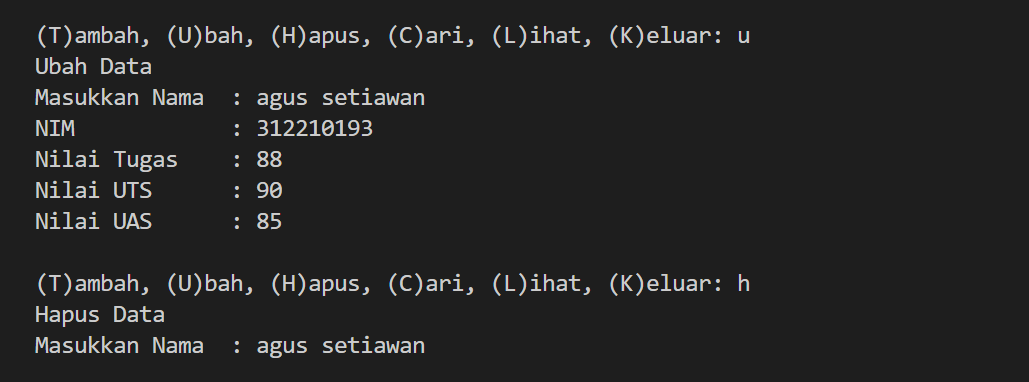 (T)ambah, (U)bah, (H)apus, (C)ari, (L)ihat, (K)eluar: u
Ubah Data
Masukkan Nama  : agus setiawan
NIM            : 312210193
Nilai Tugas    : 88
Nilai UTS      : 90
Nilai UAS      : 85
(T)ambah, (U)bah, (H)apus, (C)ari, (L)ihat, (K)eluar: h
Hapus Data
Masukkan Nama  : agus setiawan